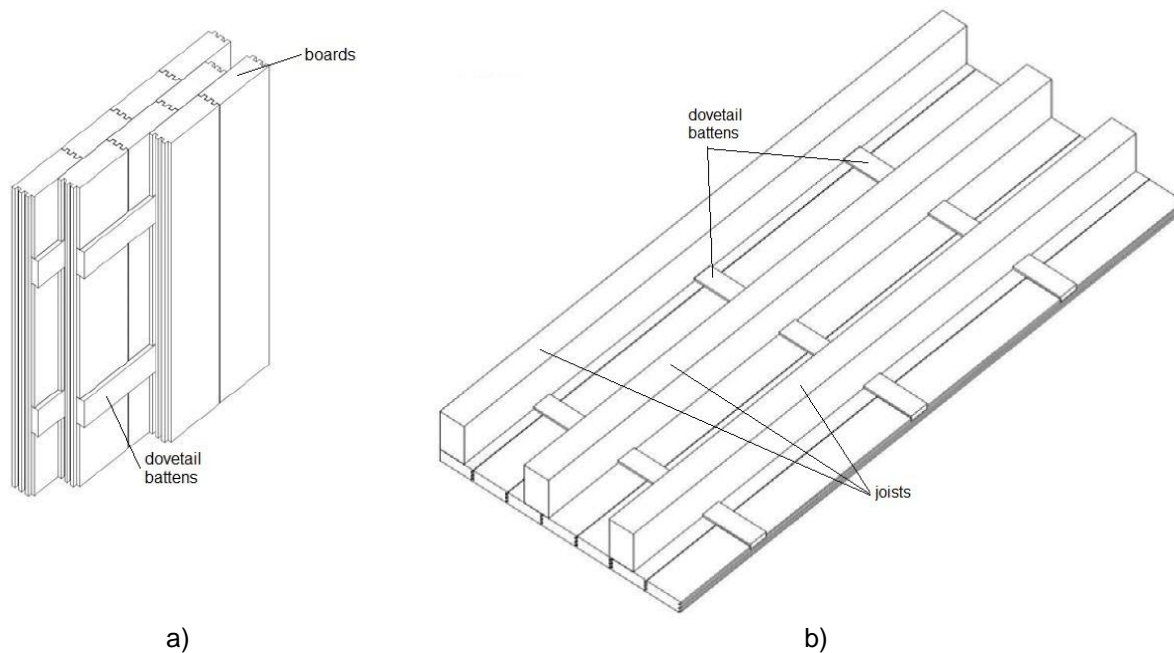 boards
dovetail
battens
a)
dovetail
battens
joists
b)